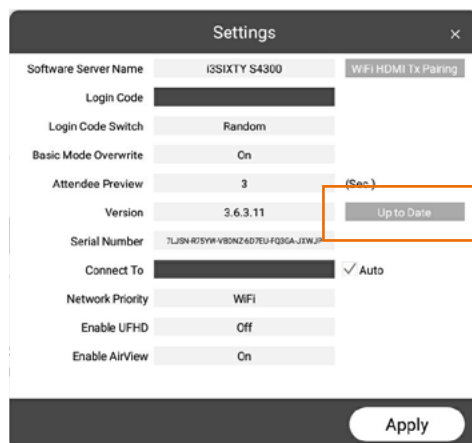 Settings ×
Software Server Name i3SIXTY S4300 WiFi HDMI Tx Pairing
Login Code
Login Code Switch Random
Basic Mode Overwrite On
Attendee Preview 3 (Sec.)
Version 3.6.3.11 Up to Date
Serial Number
Connect To Auto
Network Priority WiFi
Enable UFHD Off
Enable AirView On
Apply